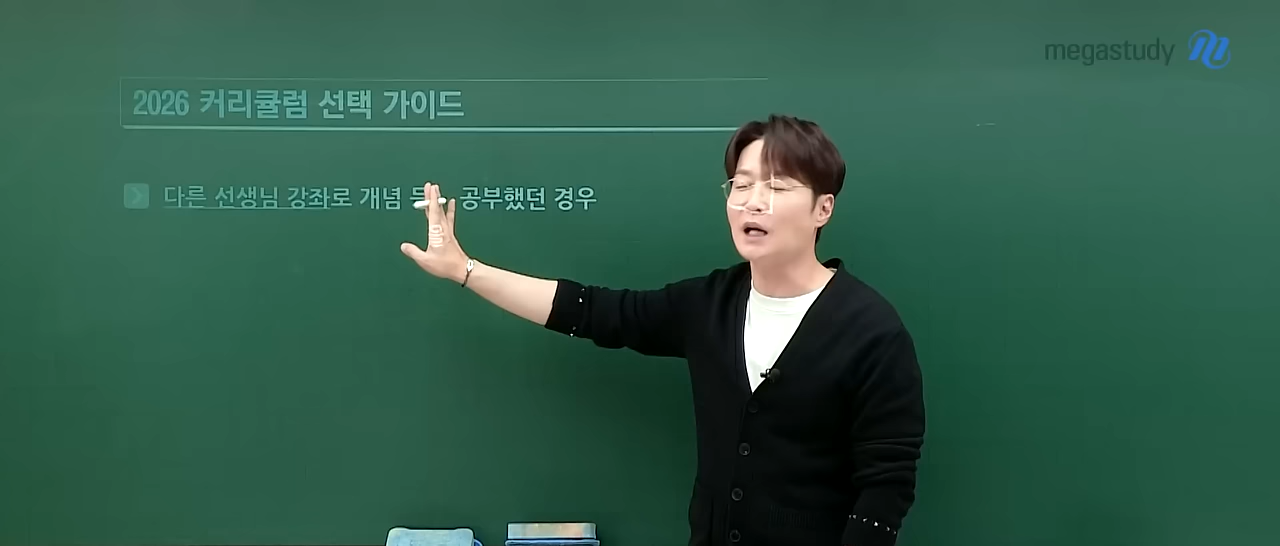 megastudy
2026 커리큘럼 선택 가이드
다른 선생님 강좌로 개념 공부했던 경우